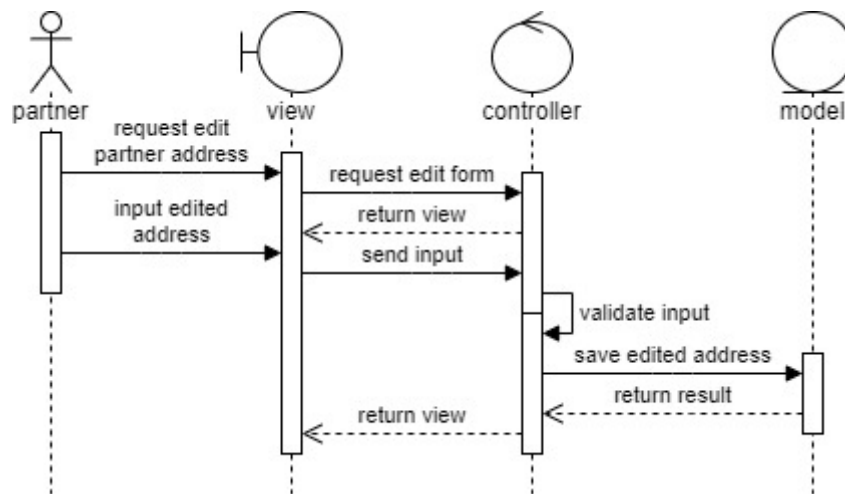 partner
view
controller
model
request edit
partner address
request edit form
return view
input edited
address
send input
validate input
save edited address
return result
return view